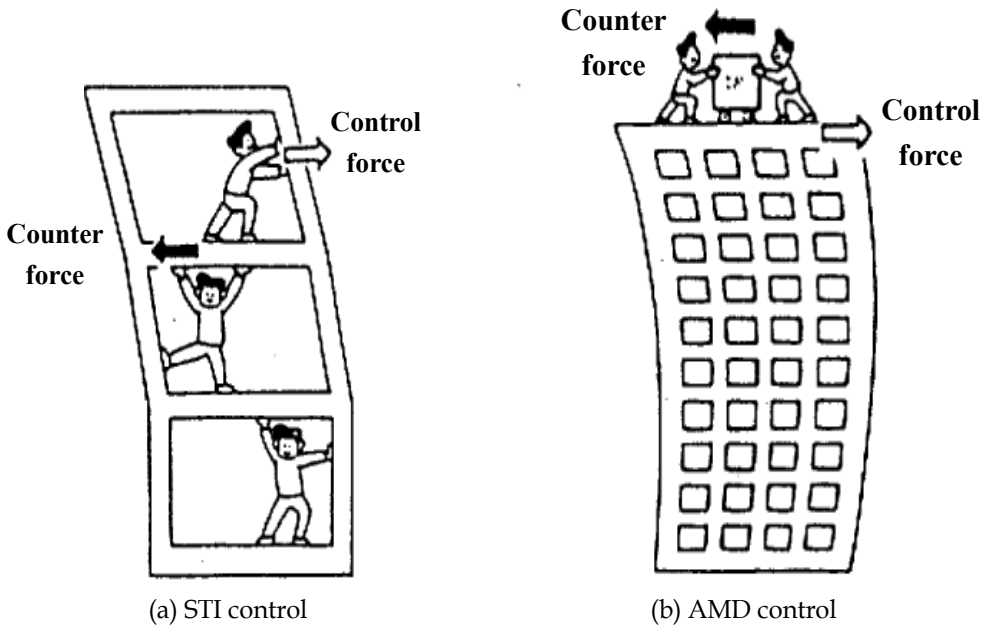 Control
force
Counter
force
(a) STI control
Counter
force
Control
force
(b) AMD control